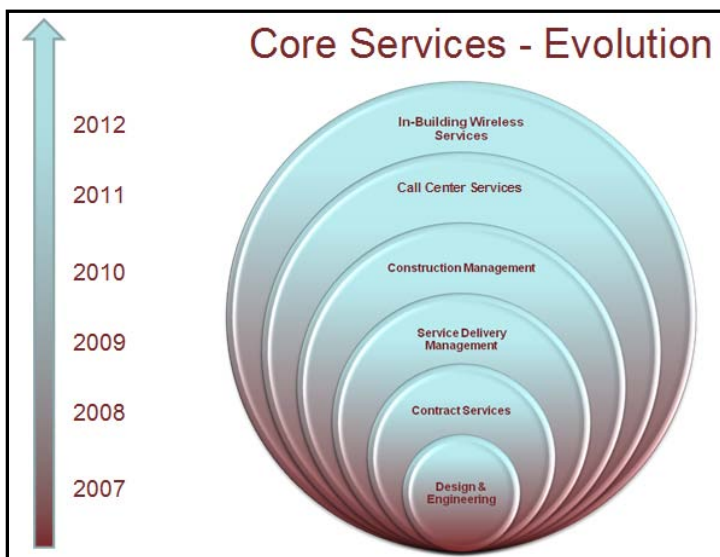 Core Services - Evolution
2012
In-Building Wireless
Services
2011
Call Center Services
2010
Construction Management
2009
Service Delivery
Management
2008
Contract Services
2007
Design &
Engineering